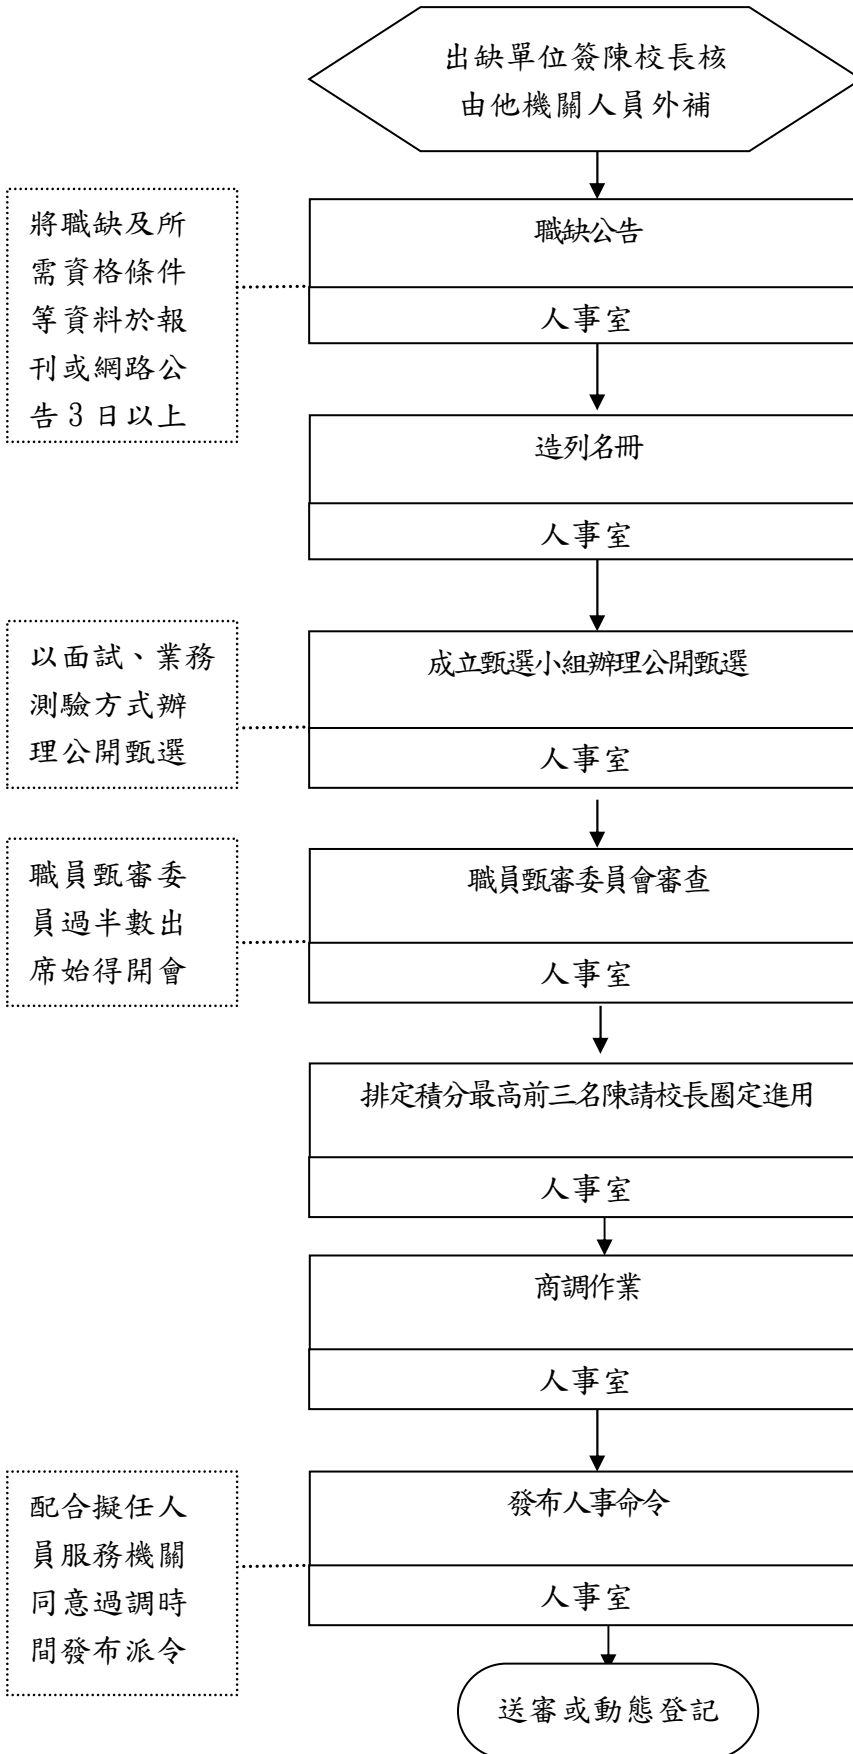 出缺單位簽陳校長核
由他機關人員外補
將職缺及所
需資格條件
等資料於報
刊或網路公
告3日以上
職缺公告
人事室
造列名冊
人事室
以面試、業務
測驗方式辦
理公開甄選
成立甄選小組辦理公開甄選
人事室
職員甄審委
員過半數出
席始得開會
職員甄審委員會審查
人事室
排定積分最高前三名陳請校長圈定進用
人事室
商調作業
人事室
配合擬任人
員服務機關
同意過調時
間發布派令
發布人事命令
人事室
送審或動態登記